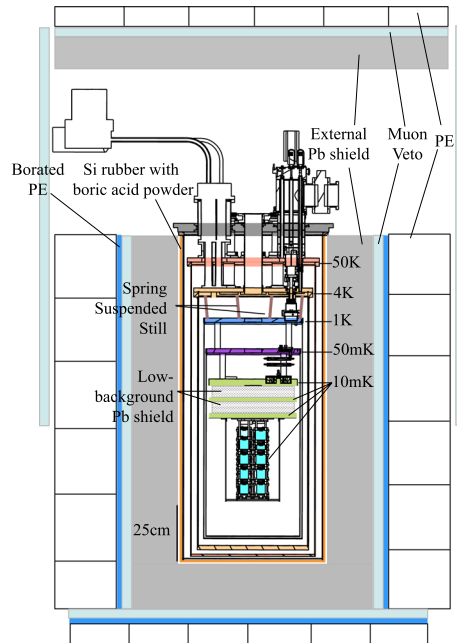 External
Pb shield
Muon
Veto
PE
Borated
PE
Si rubber with
boric acid powder
50K
4K
Spring
Suspended
Still
1K
50mK
10mK
Low-
background
Pb shield
25cm